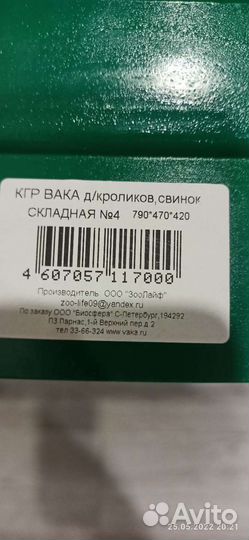 КГР ВАКА д/кроликов,свинок
СКЛАДНАЯ №4 790*470*420
4 607057 117000
Производитель: ООО "ЗооЛайф"
zoo-life09@yandex.ru
По заказу ООО "Биосфера" С-Петербург,194292
ПЗ Парнас,1-й Верхний пер.д 2
тел 33-66-324 www.vaka.ru
25.05.2022 20:21
Avito